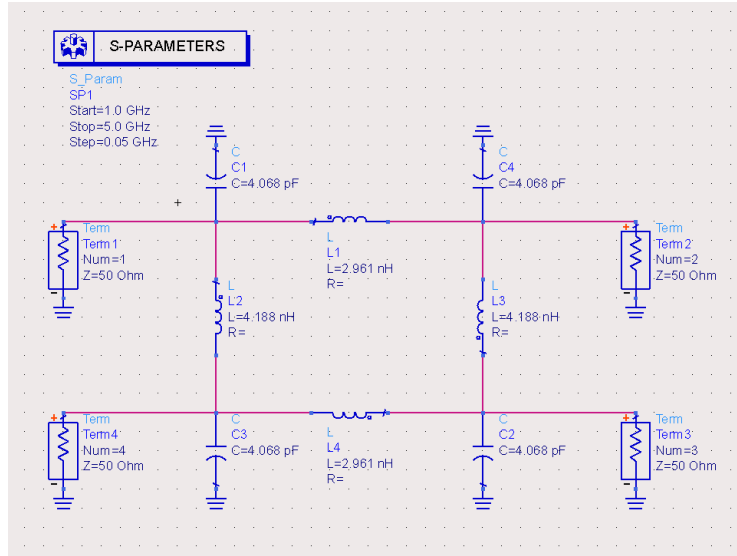 S-PARAMETERS
S_Param
SP1
Start=1.0 GHz
Stop=5.0 GHz
Step=0.05 GHz
C
C1
C=4.068 pF
C
C4
C=4.068 pF
Term
Term1
Num=1
Z=50 Ohm
L
L1
L=2.961 nH
R=
Term
Term2
Num=2
Z=50 Ohm
L
L2
L=4.188 nH
R=
L
L3
L=4.188 nH
R=
Term
Term4
Num=4
Z=50 Ohm
C
C3
C=4.068 pF
L
L4
L=2.961 nH
R=
C
C2
C=4.068 pF
Term
Term3
Num=3
Z=50 Ohm